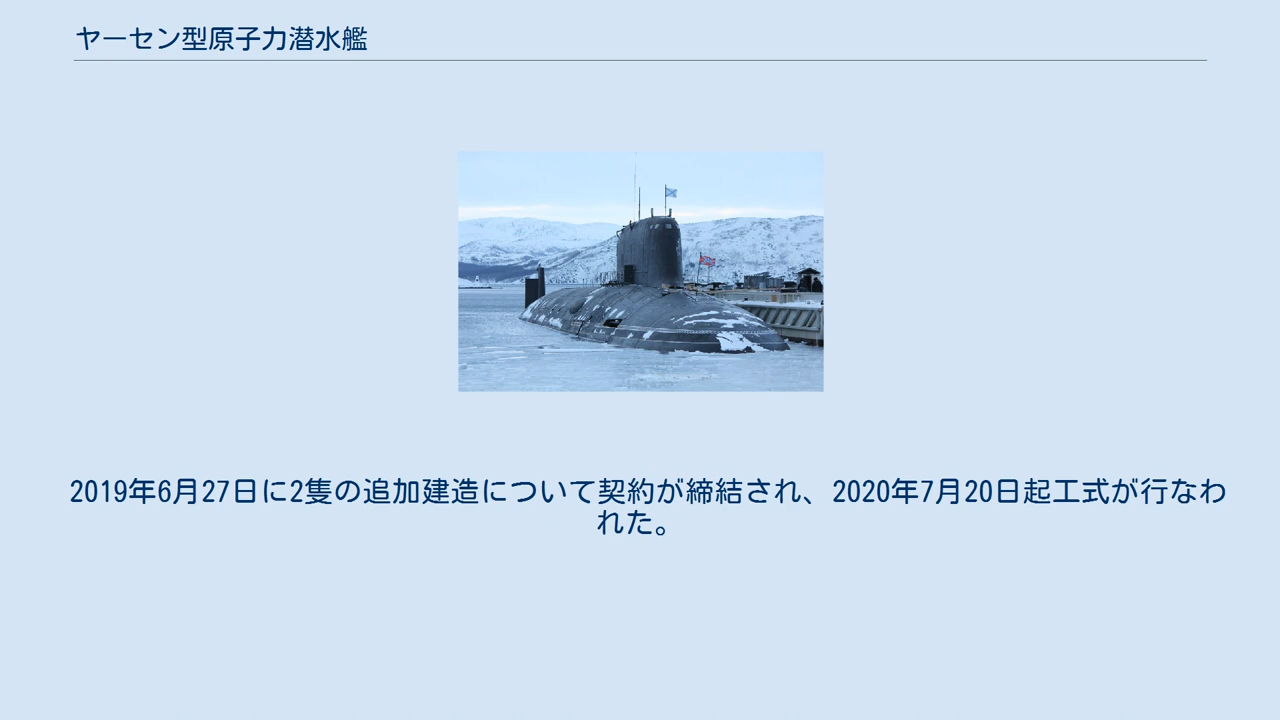 ヤーセン型原子力潜水艦
2019年6月27日に2隻の追加建造について契約が締結され、2020年7月20日起工式が行なわ
れた。